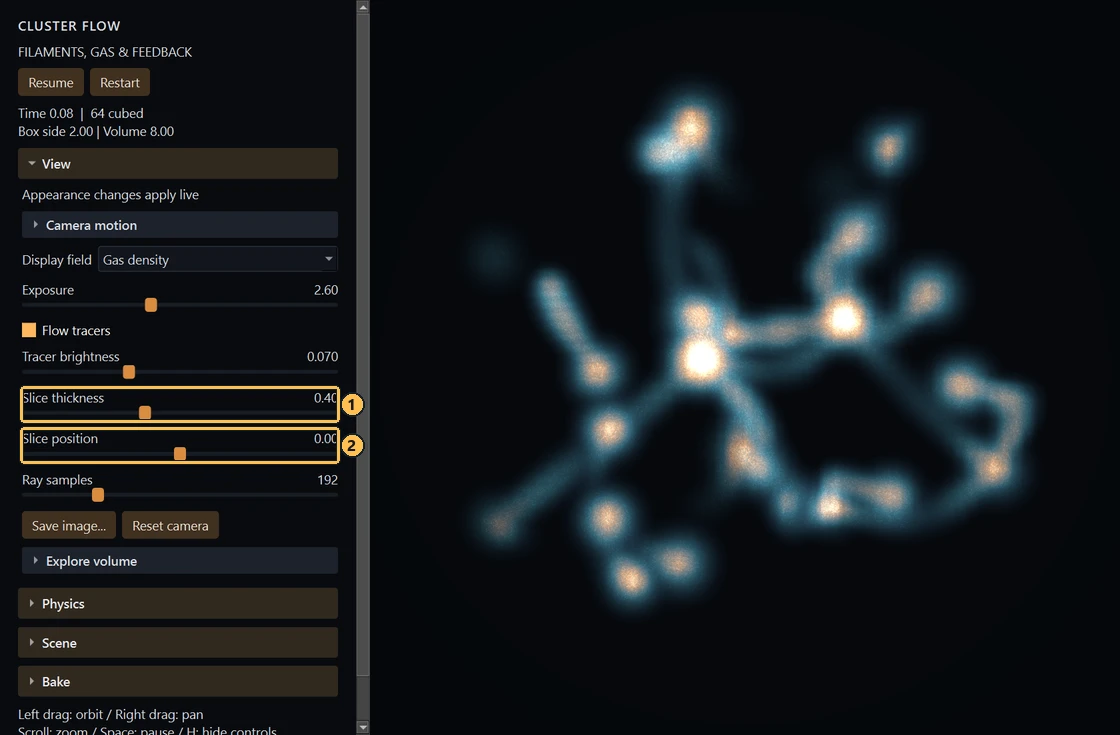 CLUSTER FLOW
FILAMENTS, GAS & FEEDBACK
Resume Restart
Time 0.08 | 64 cubed
Box side 2.00 | Volume 8.00
View
Appearance changes apply live
Camera motion
Display field Gas density
Exposure 2.60
Flow tracers
Tracer brightness 0.070
Slice thickness 0.40 1
Slice position 0.00 2
Ray samples 192
Save image... Reset camera
Explore volume
Physics
Scene
Bake
Left drag: orbit / Right drag: pan
Scroll: zoom / Space: pause / H: hide controls